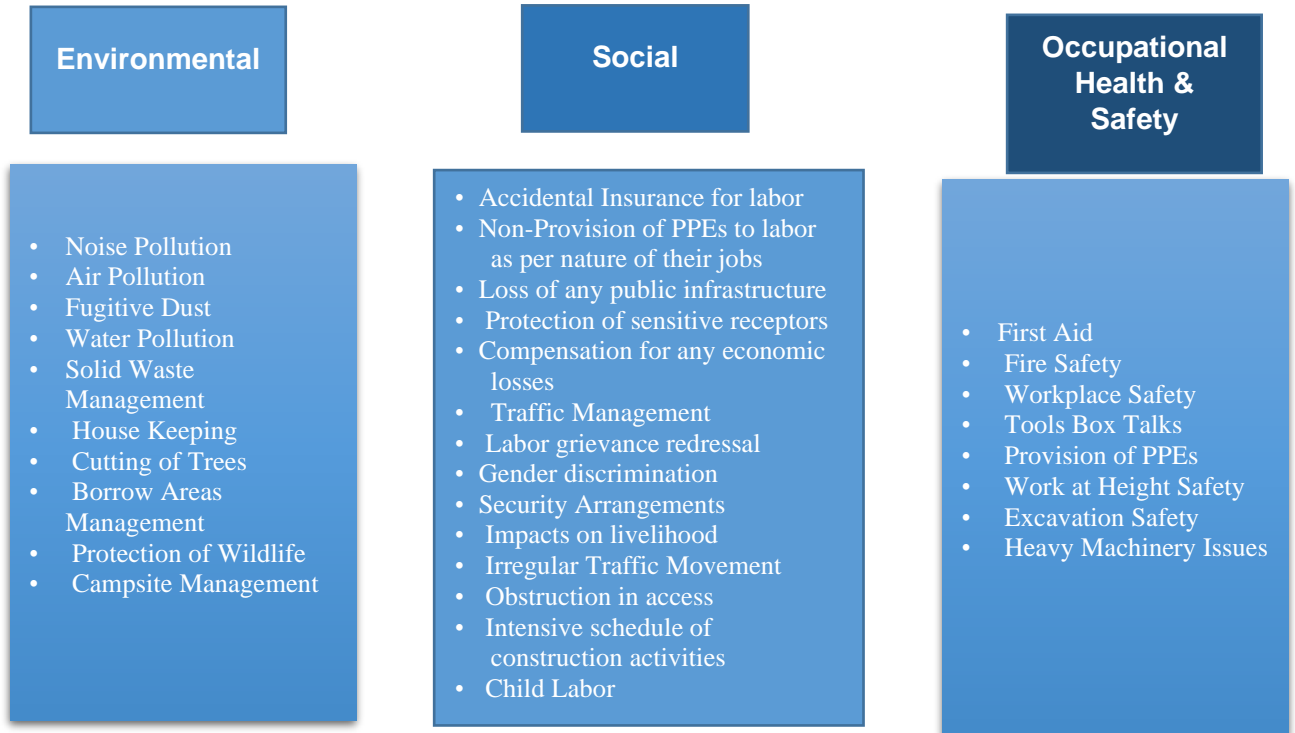 Environmental
• Noise Pollution
• Air Pollution
• Fugitive Dust
• Water Pollution
• Solid Waste
Management
• House Keeping
• Cutting of Trees
• Borrow Areas
Management
• Protection of Wildlife
• Campsite Management
Social
• Accidental Insurance for labor
• Non-Provision of PPEs to labor
as per nature of their jobs
• Loss of any public infrastructure
• Protection of sensitive receptors
• Compensation for any economic
losses
• Traffic Management
• Labor grievance redressal
• Gender discrimination
• Security Arrangements
• Impacts on livelihood
• Irregular Traffic Movement
• Obstruction in access
• Intensive schedule of
construction activities
• Child Labor
Occupational
Health &
Safety
• First Aid
• Fire Safety
• Workplace Safety
• Tools Box Talks
• Provision of PPEs
• Work at Height Safety
• Excavation Safety
• Heavy Machinery Issues